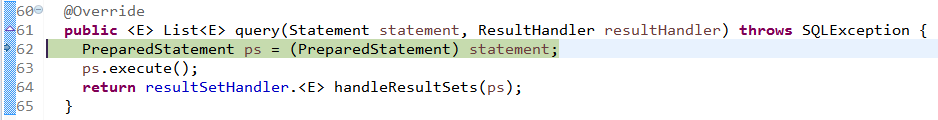 60 @Override
61 public <E> List<E> query(Statement statement, ResultHandler resultHandler) throws SQLException {
62 PreparedStatement ps = (PreparedStatement) statement;
63 ps.execute();
64 return resultSetHandler.<E> handleResultSets(ps);
65 }